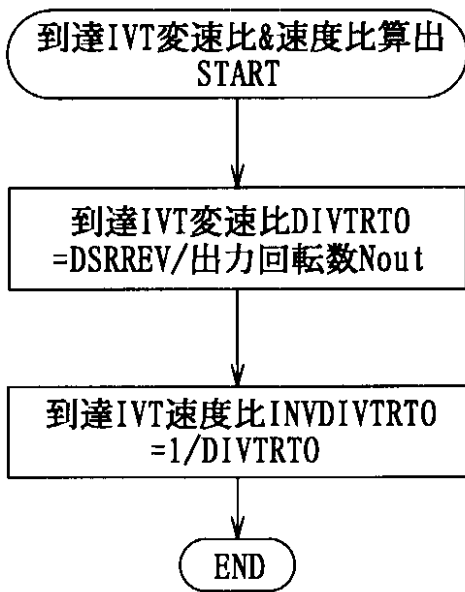 到達IVT変速比&速度比算出
START
到達IVT変速比DIVTRTO
=DSRREV/出力回転数Nout
到達IVT速度比INVDIVTRTO
=1/DIVTRTO
END